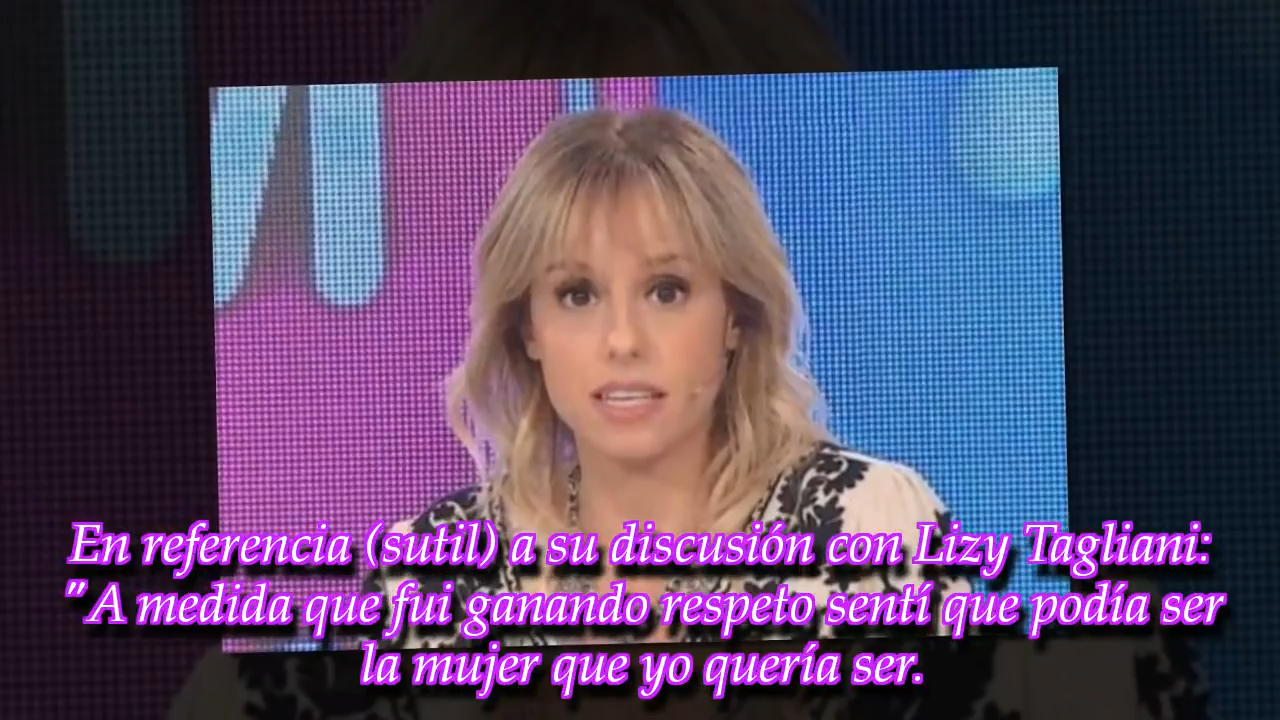 En referencia (sutil) a su discusión con Lizy Tagliani:
"A medida que fui ganando respeto sentí que podía ser
la mujer que yo quería ser.